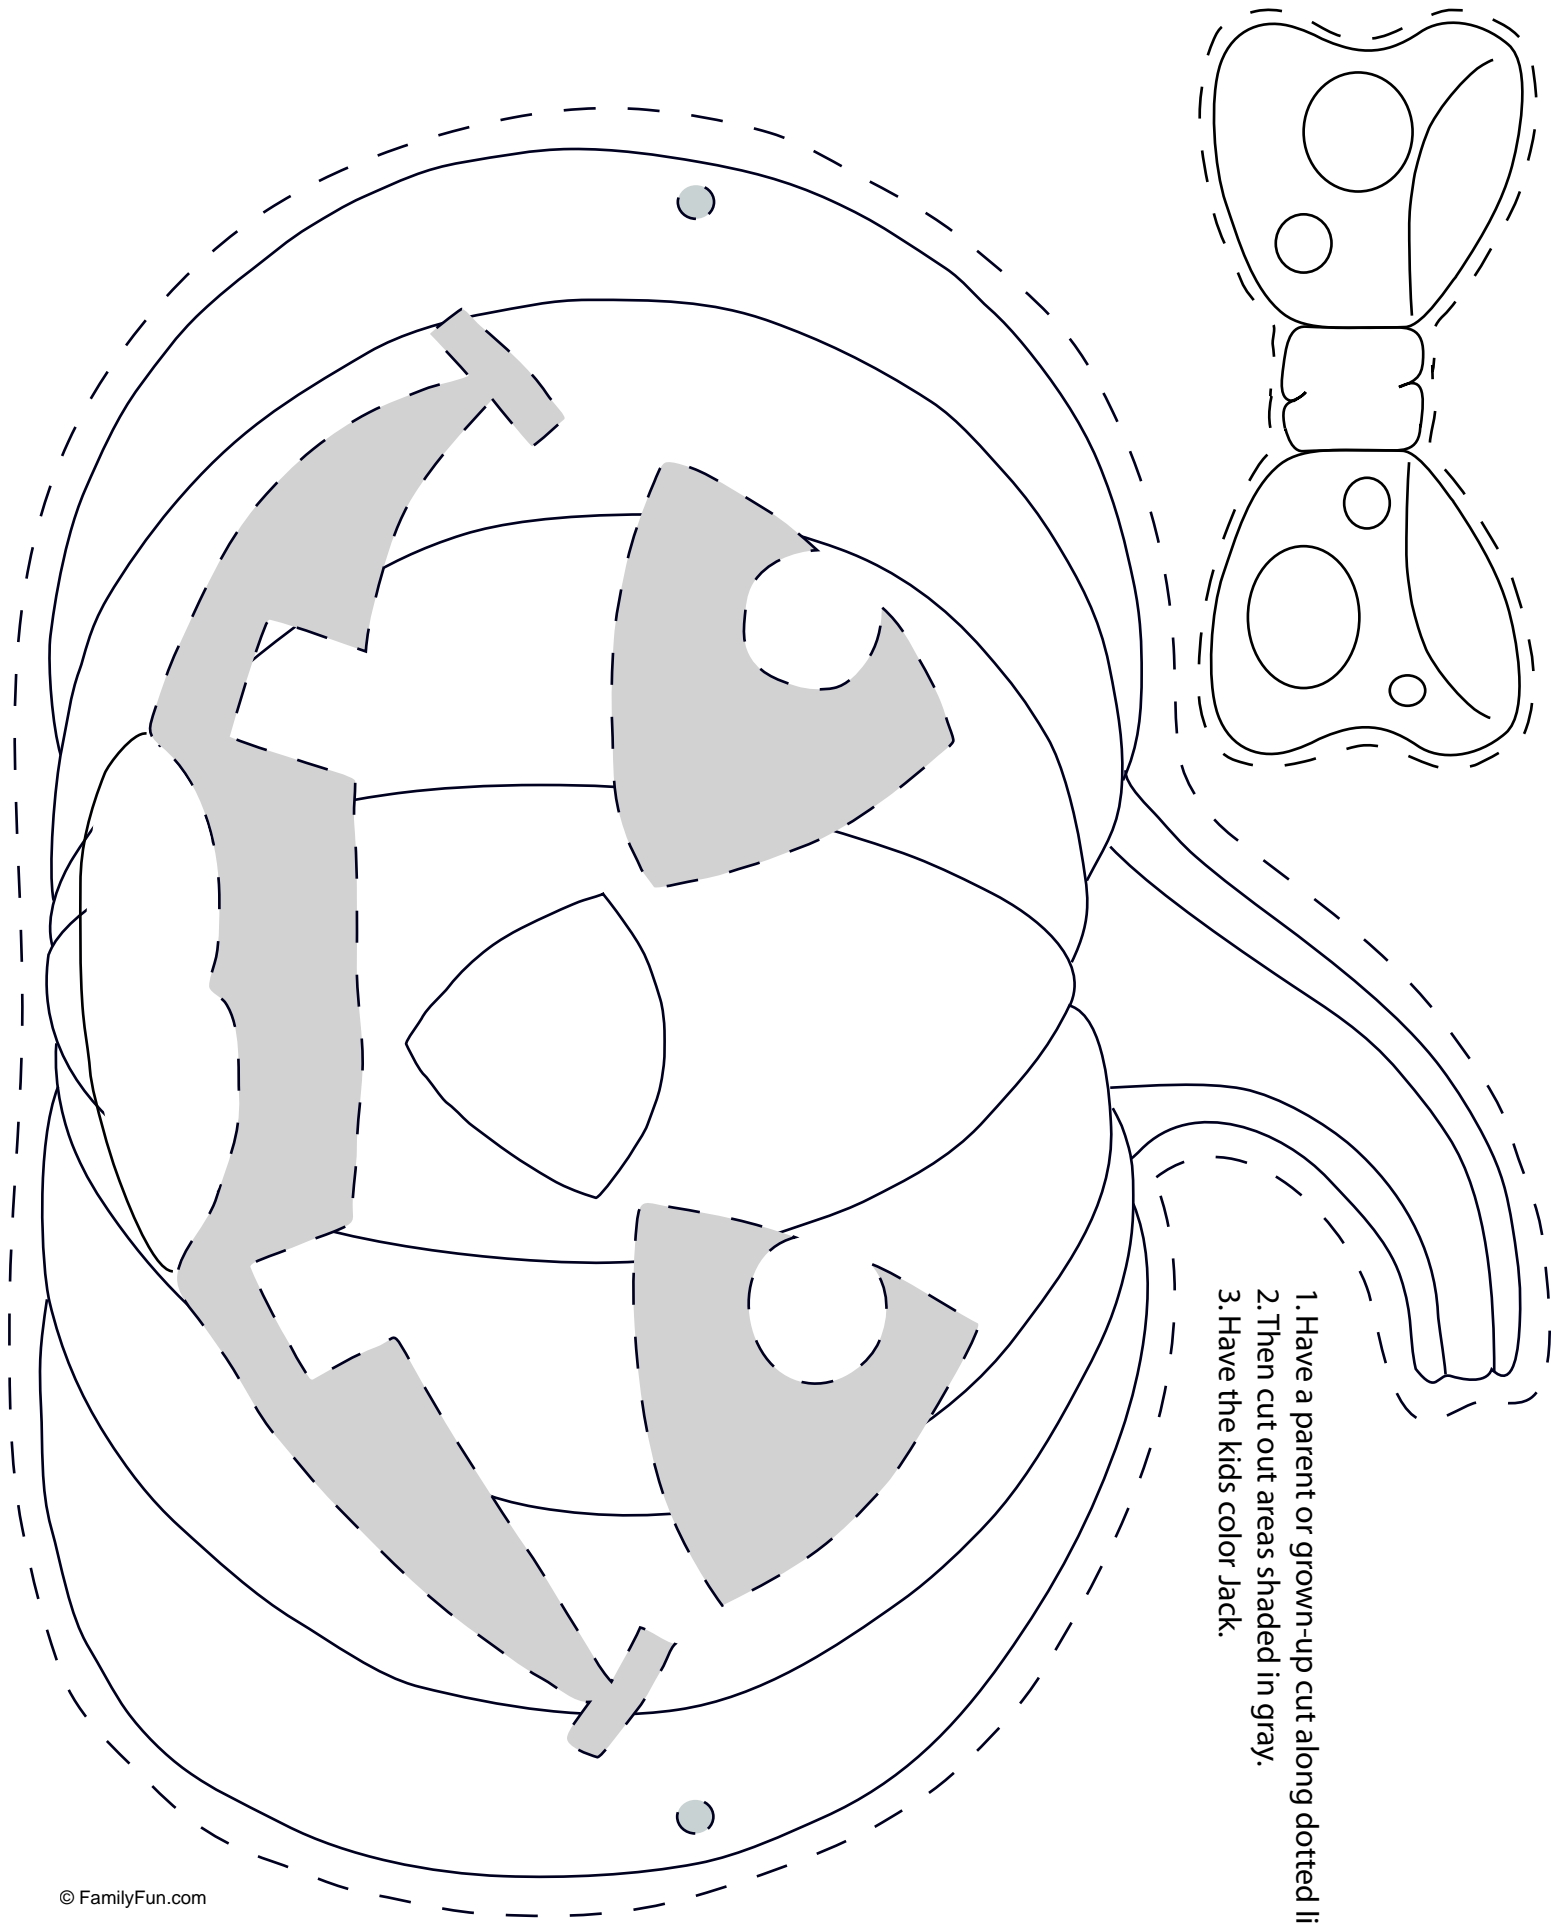 1. Have a parent or grown-up cut along dotted li
2. Then cut out areas shaded in gray.
3. Have the kids color Jack.
© FamilyFun.com